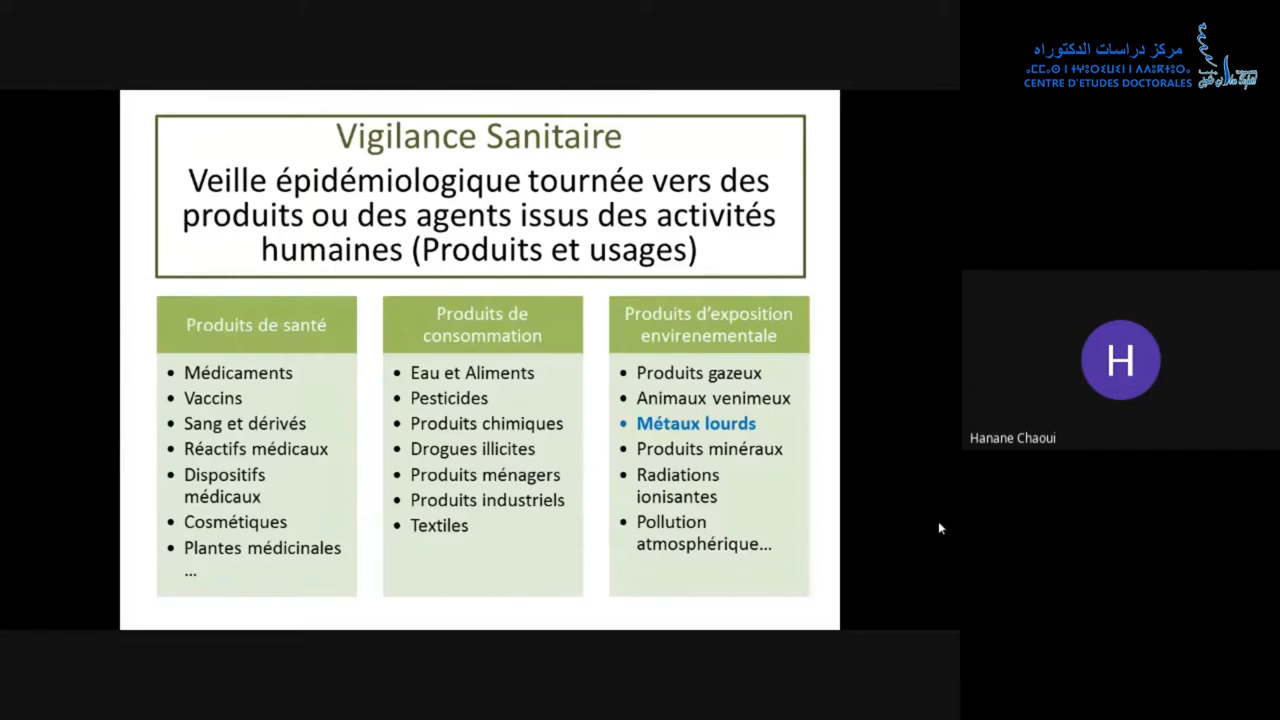 Vigilance Sanitaire
Veille épidémiologique tournée vers des
produits ou des agents issus des activités
humaines (Produits et usages)
Produits de santé
• Médicaments
• Vaccins
• Sang et dérivés
• Réactifs médicaux
• Dispositifs
médicaux
• Cosmétiques
• Plantes médicinales
...
Produits de
consommation
• Eau et Aliments
• Pesticides
• Produits chimiques
• Drogues illicites
• Produits ménagers
• Produits industriels
• Textiles
Produits d'exposition
envirenementale
• Produits gazeux
• Animaux venimeux
• Métaux lourds
• Produits minéraux
• Radiations
ionisantes
• Pollution
atmosphérique...
مركز دراسات الدكتوراه
CENTRE D'ETUDES DOCTORALES
H
Hanane Chaoui